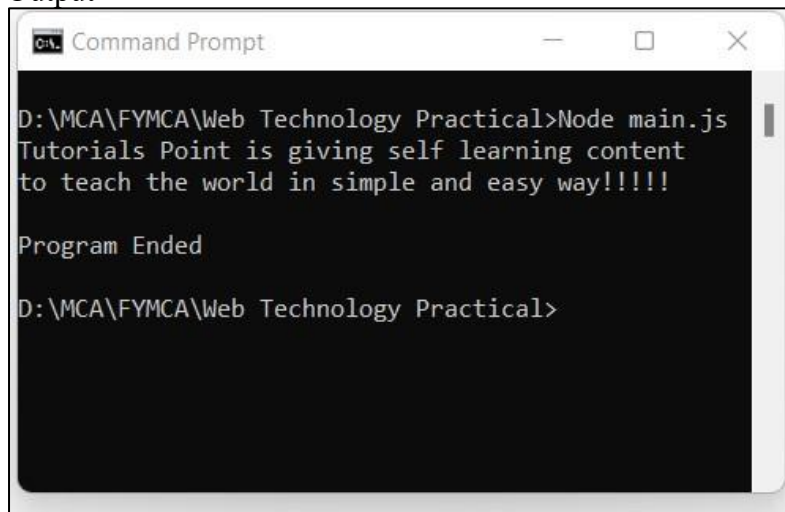 Command Prompt
D:\MCA\FYMCA\Web Technology Practical>Node main.js
Tutorials Point is giving self learning content
to teach the world in simple and easy way!!!!!
Program Ended
D:\MCA\FYMCA\Web Technology Practical>